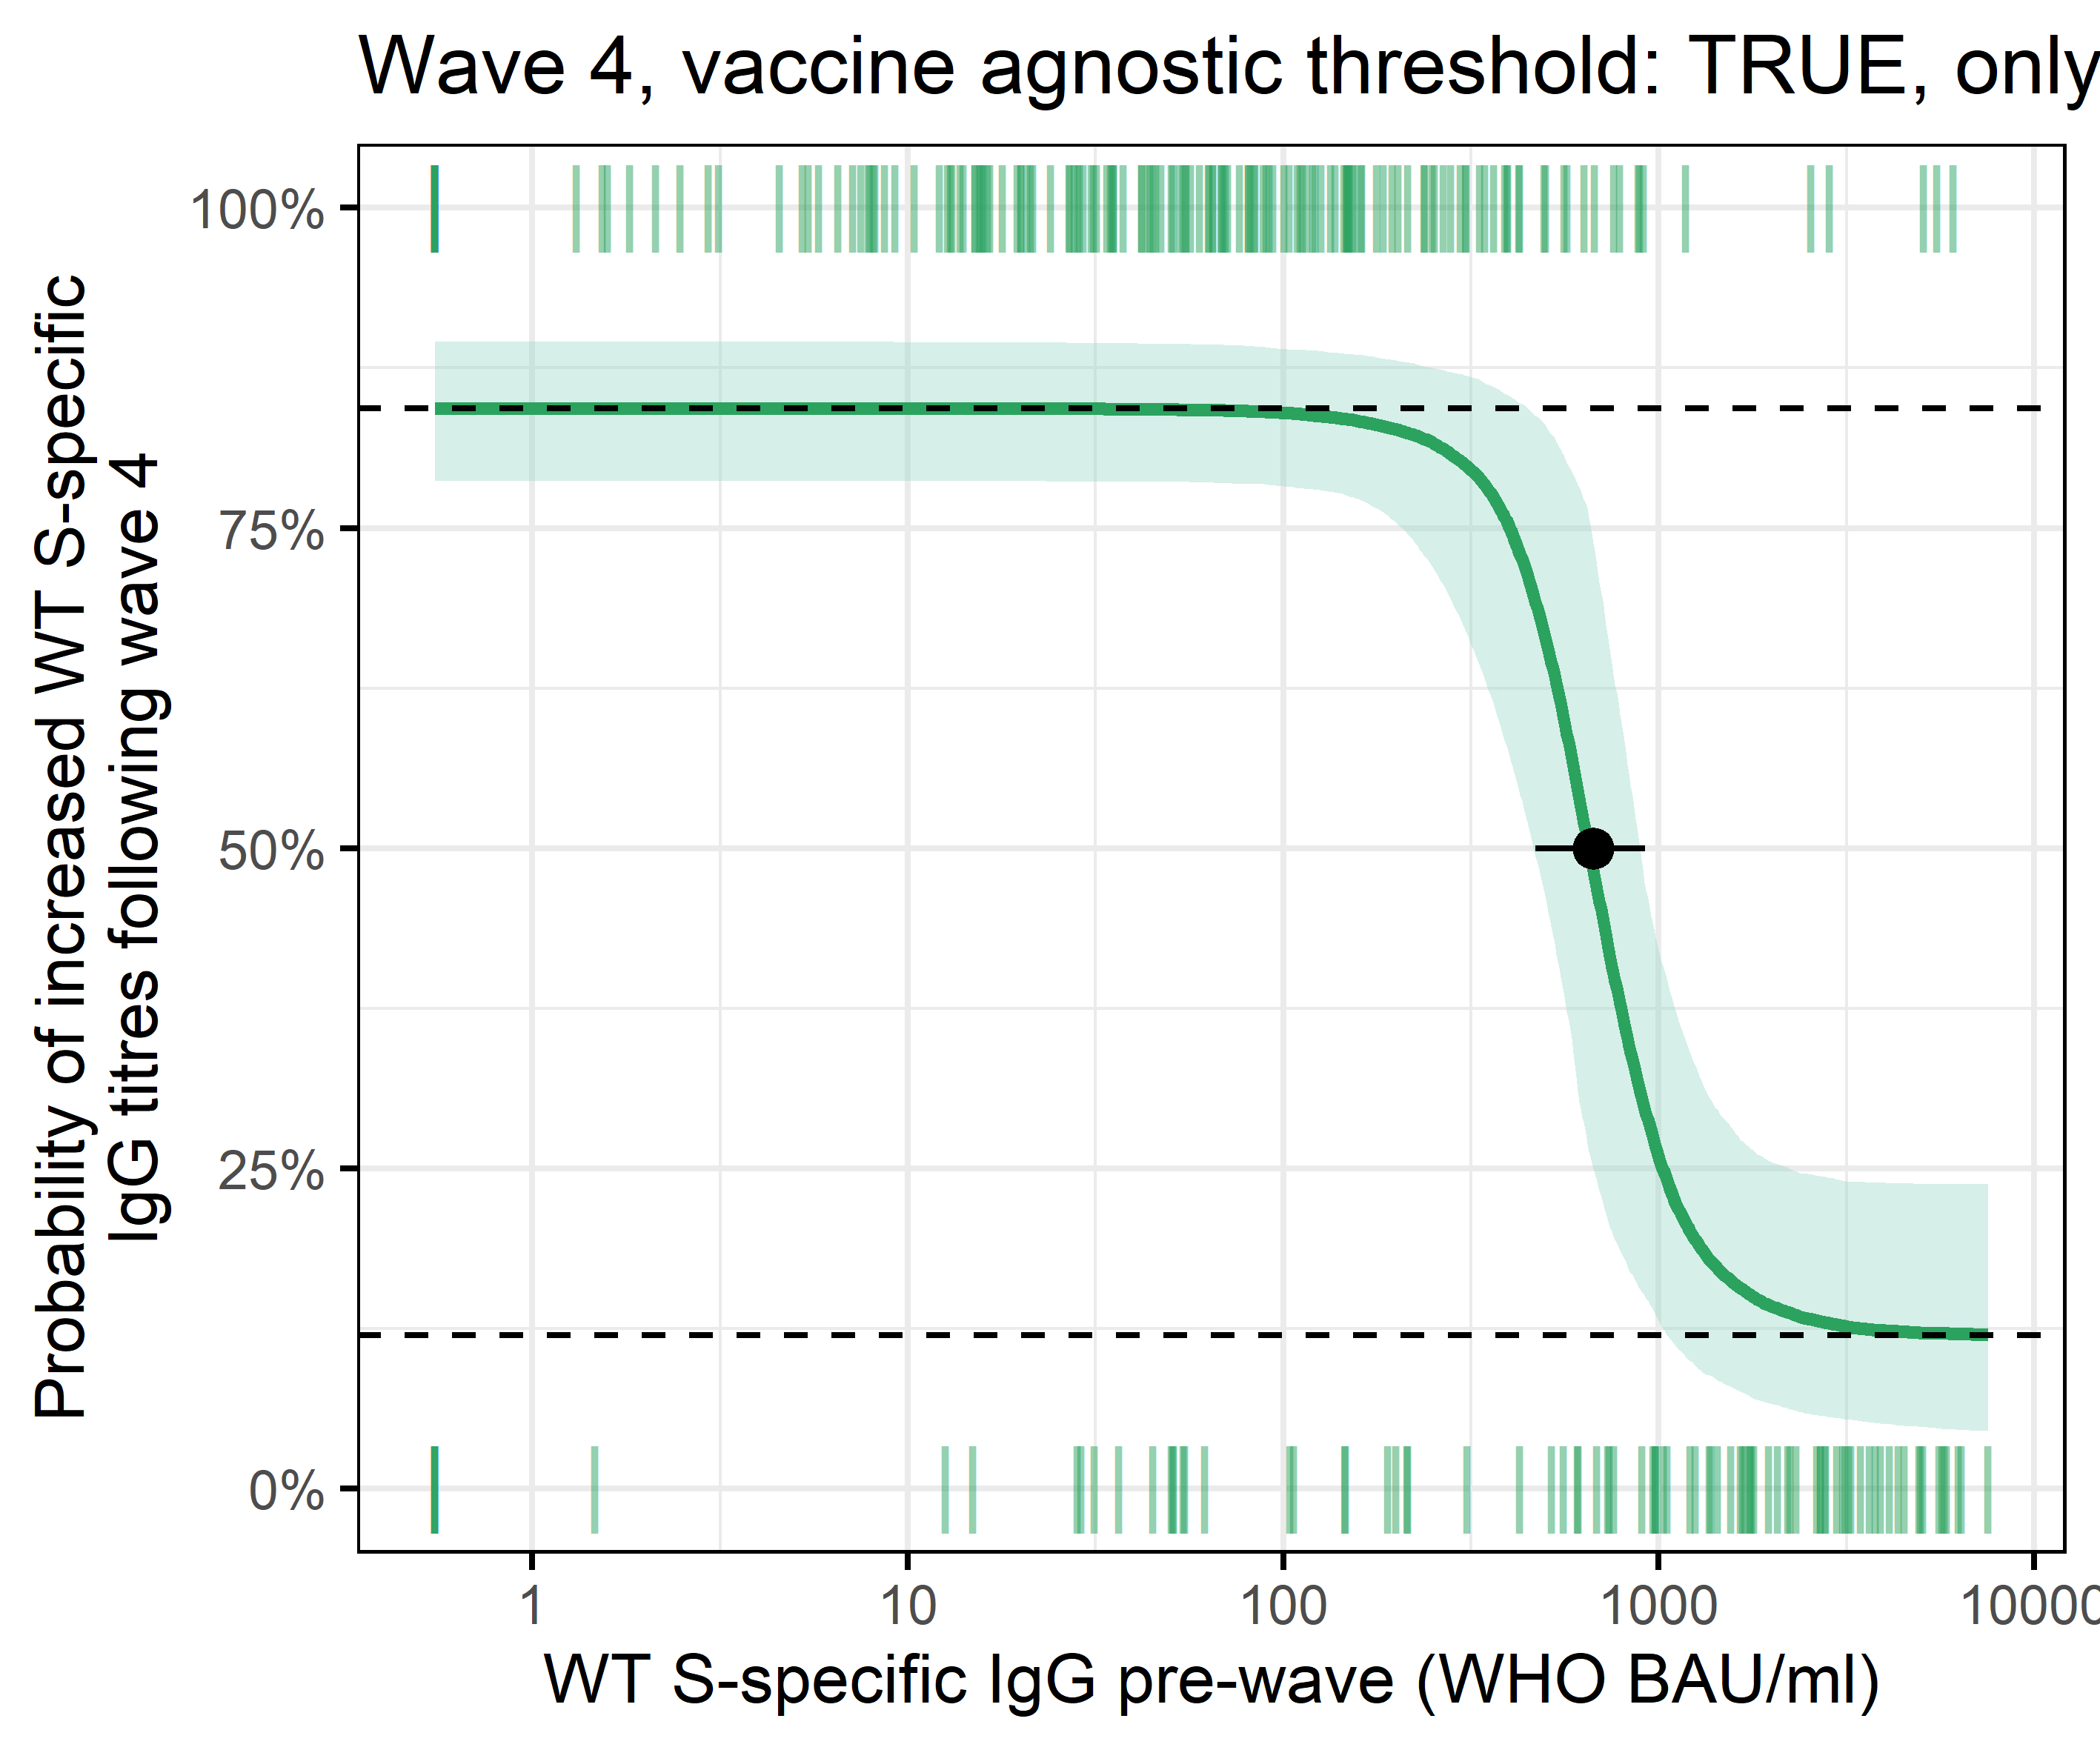 Wave 4, vaccine agnostic threshold: TRUE, only
Probability of increased WT S-specific
IgG titres following wave 4
100%
75%
50%
25%
0%
1
10
100
1000
10000
WT S-specific IgG pre-wave (WHO BAU/ml)